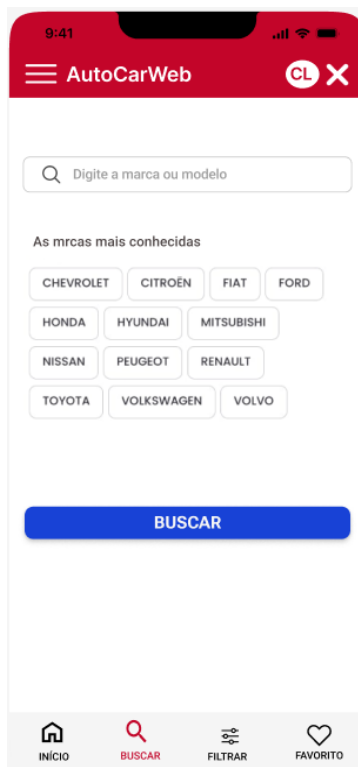 9:41
AutoCarWeb CL
Digite a marca ou modelo
As mrcas mais conhecidas
CHEVROLET CITROËN FIAT FORD
HONDA HYUNDAI MITSUBISHI
NISSAN PEUGEOT RENAULT
TOYOTA VOLKSWAGEN VOLVO
BUSCAR
INÍCIO BUSCAR FILTRAR FAVORITO